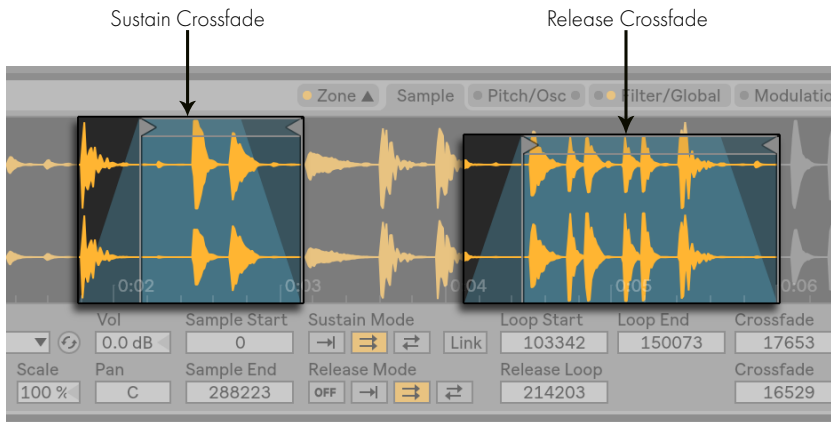 Sustain Crossfade
Release Crossfade
Zone
Sample
Pitch/Osc
Filter/Global
Modulatio
0:02
0:03
0:04
0:05
0:06
Vol
Sample Start
Sustain Mode
Loop Start
Loop End
Crossfade
0.0 dB
0
Link
103342
150073
17653
Scale
Pan
Sample End
Release Mode
Release Loop
Crossfade
100 %
C
288223
OFF
214203
16529